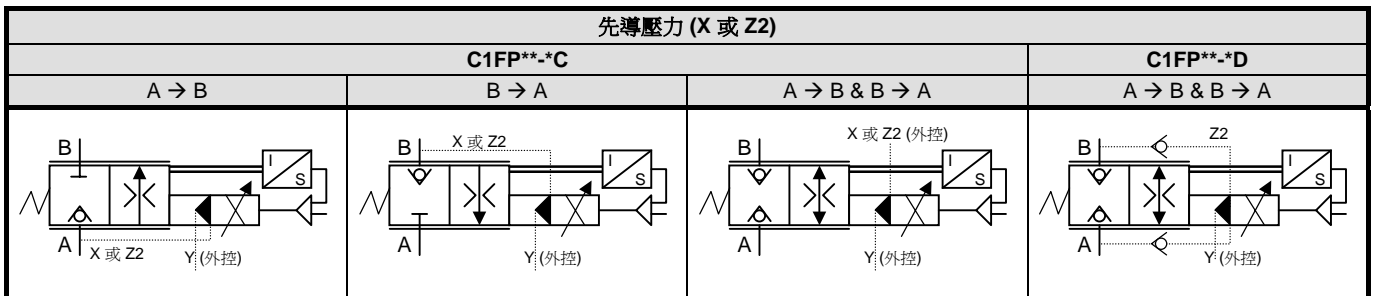 先導壓力 (X 或 Z2)
C1FP**-*C
C1FP**-*D
A → B
B → A
A → B & B → A
A → B & B → A
B
I
S
A
X 或 Z2
Y (外控)
B
X 或 Z2
I
S
A
Y (外控)
X 或 Z2 (外控)
B
I
S
A
Y (外控)
Z2
B
I
S
A
Y (外控)